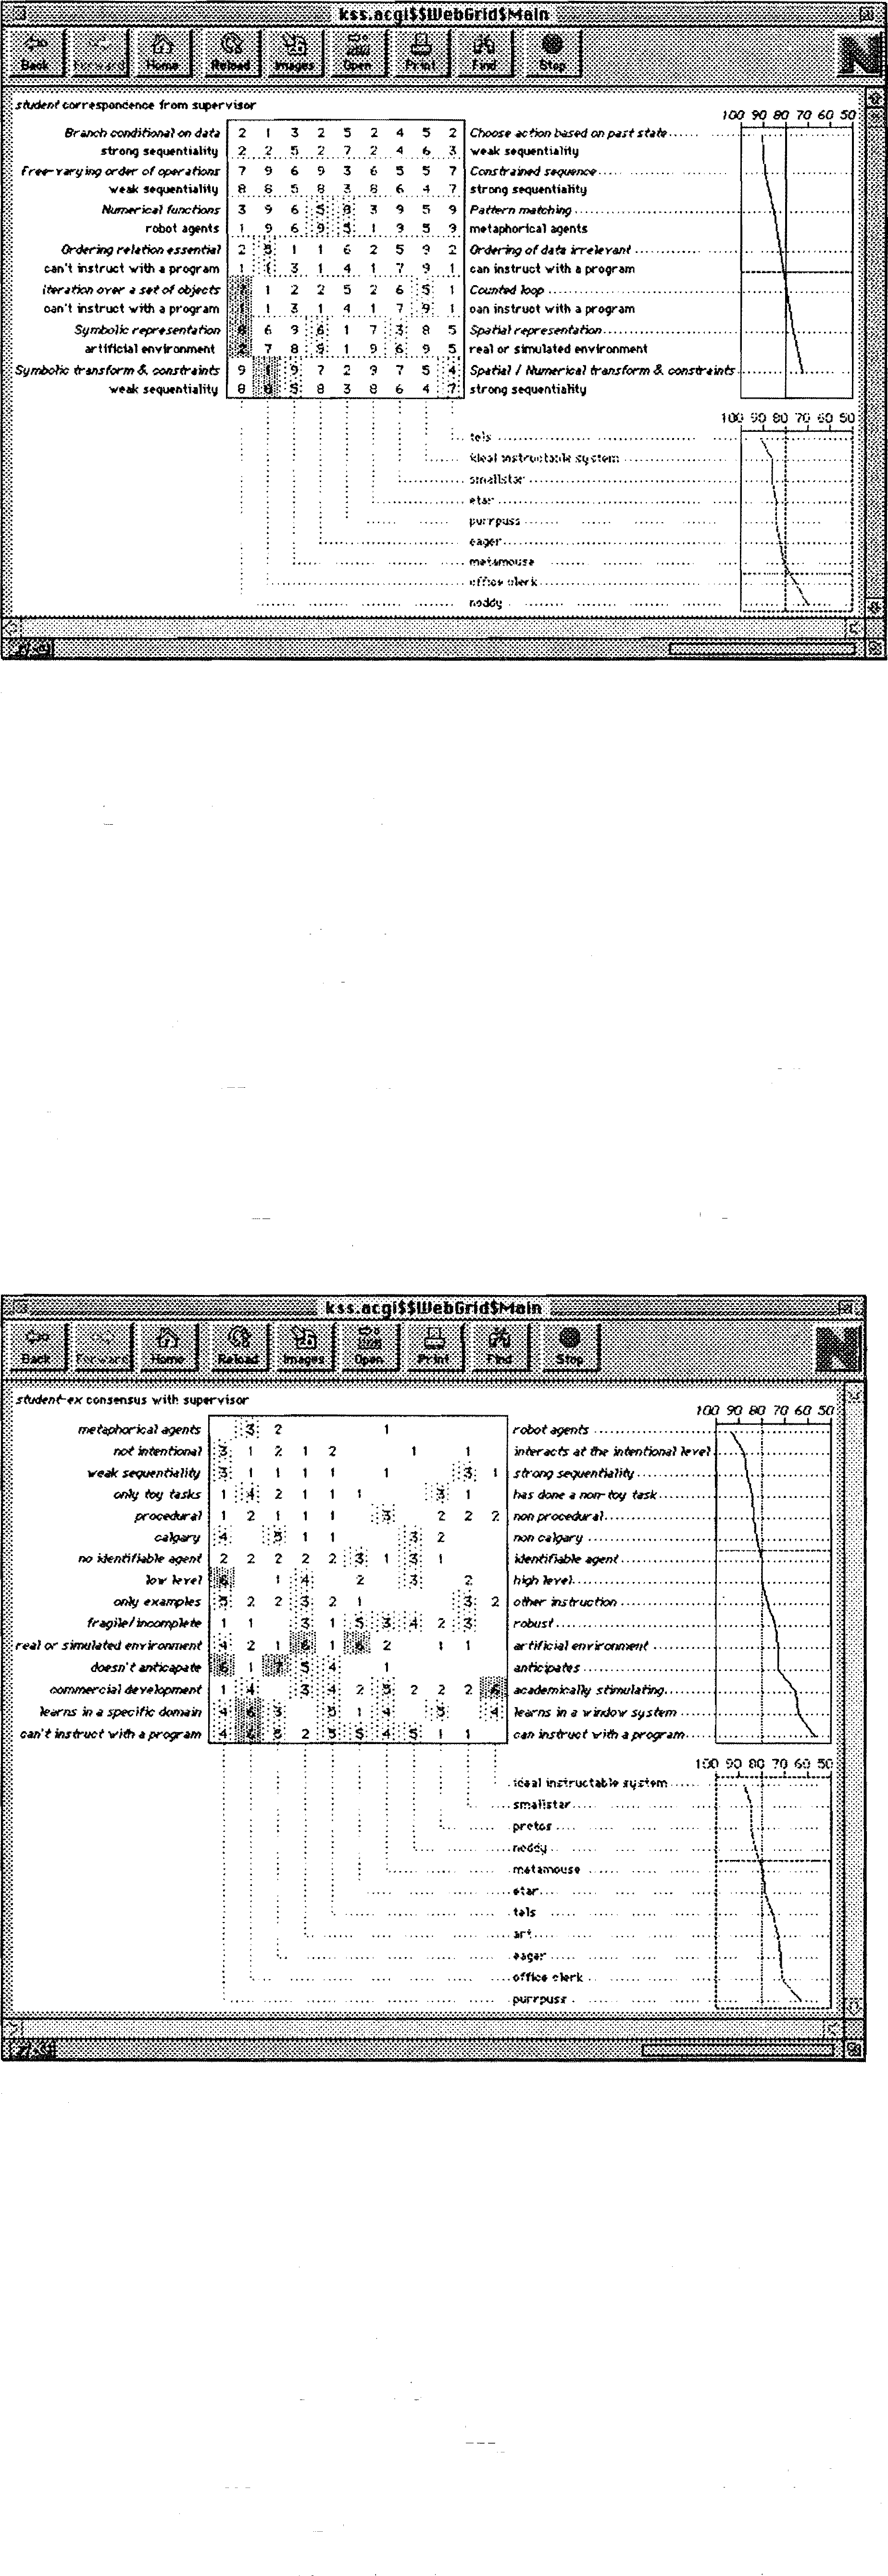 kss.acgi$$WebGrid$Main
Back Forward Home Reload Images Open Print Find Stop
student correspondence from supervisor
100 90 80 70 60 50
Branch conditional on data 2 1 3 2 5 2 4 5 2 Choose action based on past state
strong sequentiality 2 2 5 2 7 2 4 6 3 weak sequentiality
Free-varying order of operations 7 9 6 9 3 6 5 5 7 Constrained sequence
weak sequentiality 8 8 5 8 3 8 6 4 7 strong sequentiality
Numerical functions 3 9 6 5 8 3 9 5 9 Pattern matching
robot agents 1 9 6 9 5 1 9 5 9 metaphorical agents
Ordering relation essential 2 5 1 1 6 2 5 9 2 Ordering of data irrelevant
can't instruct with a program 1 1 3 1 4 1 7 9 1 can instruct with a program
Iteration over a set of objects 1 2 2 5 2 6 5 1 Counted loop
can't instruct with a program 1 3 1 4 1 7 9 1 can instruct with a program
Symbolic representation 6 9 6 1 7 3 8 5 Spatial representation
artificial environment 2 7 8 9 1 9 6 9 5 real or simulated environment
Symbolic transform & constraints 9 1 9 7 2 9 7 5 4 Spatial / Numerical transform & constraints
weak sequentiality 8 8 5 8 3 8 6 4 7 strong sequentiality
100 90 80 70 60 50
tels
ideal instructable system
smallstar
etar
purrpuss
eager
metamouse
office clerk
noddy
kss.acgi$$WebGrid$Main
Back Forward Home Reload Images Open Print Find Stop
student-ex consensus with supervisor
100 90 80 70 60 50
metaphorical agents 3 2 1 robot agents
not intentional 3 1 2 1 2 1 1 interacts at the intentional level
weak sequentiality 3 1 1 1 1 1 3 1 strong sequentiality
only toy tasks 1 4 2 1 1 1 3 1 has done a non-toy task
procedural 1 2 1 1 1 3 2 2 2 non procedural
calgary 4 5 1 1 3 2 non calgary
no identifiable agent 2 2 2 2 2 3 1 3 1 identifiable agent
low level 6 1 4 2 3 2 high level
only examples 5 2 2 3 2 1 3 2 other instruction
fragile/incomplete 1 1 3 1 5 3 4 2 3 robust
real or simulated environment 4 2 1 6 1 6 2 1 1 artificial environment
doesn't anticapate 6 1 7 5 4 1 anticipates
commercial development 1 4 3 4 2 5 2 2 2 6 academically stimulating
learns in a specific domain 4 6 3 5 1 4 3 4 learns in a window system
can't instruct with a program 4 6 5 2 5 5 4 5 1 1 can instruct with a program
100 90 80 70 60 50
ideal instructable system
smallstar
protos
noddy
metamouse
etar
tels
art
eager
office clerk
purrpuss